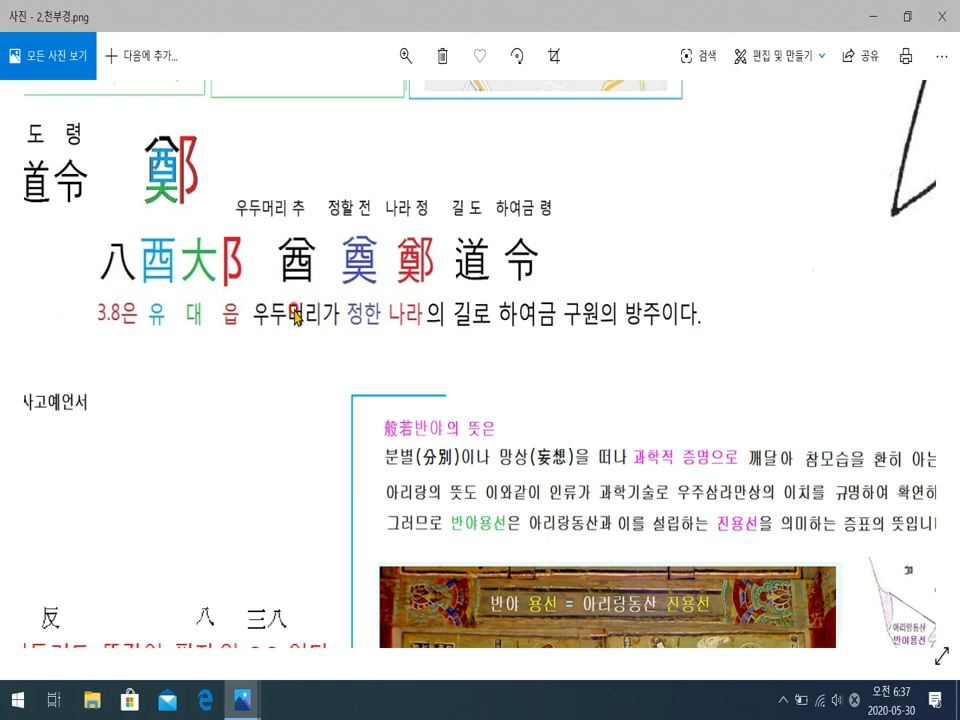 사진 - 2,천부경.png
모든 사진 보기
다음에 추가...
검색
편집 및 만들기
공유
도 령
道令
鄭
우두머리 추 정할 전 나라 정 길 도 하여금 령
八酉大阝 酋 奠 鄭 道 令
3.8은 유 대 읍 우두머리가 정한 나라의 길로 하여금 구원의 방주이다.
사고예언서
般若반야의 뜻은
분별(分別)이나 망상(妄想)을 떠나 과학적 증명으로 깨달아 참모습을 환히 아는
아리랑의 뜻도 이와같이 인류가 과학기술로 우주삼라만상의 이치를 규명하여 확연히
그러므로 반야용선은 아리랑동산과 이를 설립하는 진용선을 의미하는 증표의 뜻입니
반야 용선 = 아리랑동산 진용선
아리랑동산
반야용선
反 八 三八
오전 6:37
2020-05-30